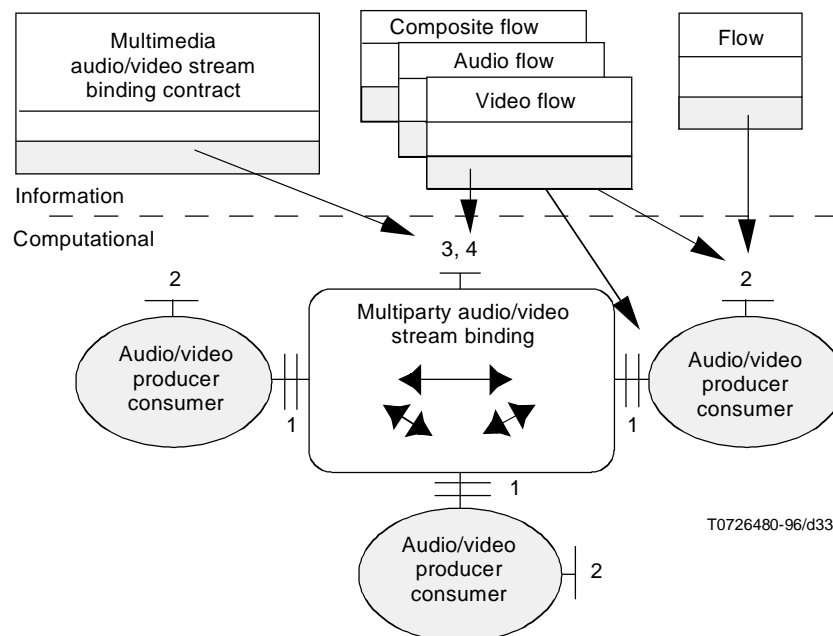 Multimedia
audio/video stream
binding contract
Composite flow
Audio flow
Video flow
Flow
Information
Computational
3, 4
2
2
Multiparty audio/video
stream binding
Audio/video
producer
consumer
Audio/video
producer
consumer
1
1
1
T0726480-96/d33
Audio/video
producer
consumer
2